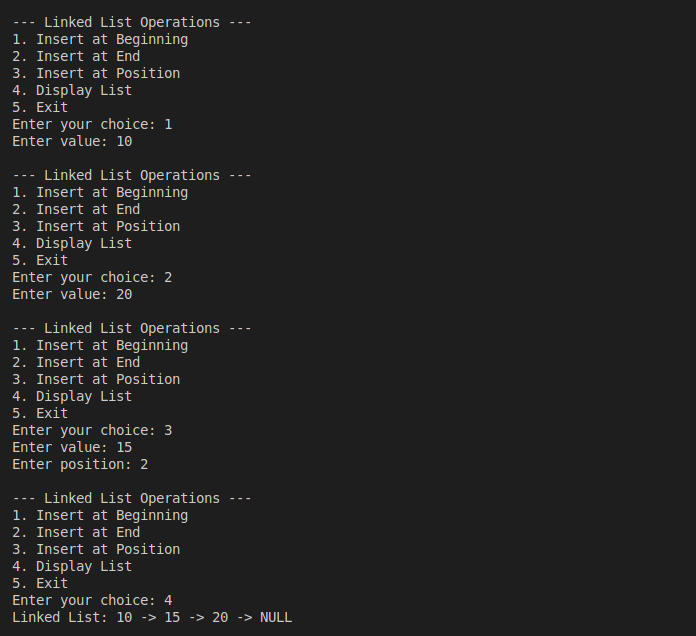 --- Linked List Operations ---
1. Insert at Beginning
2. Insert at End
3. Insert at Position
4. Display List
5. Exit
Enter your choice: 1
Enter value: 10

--- Linked List Operations ---
1. Insert at Beginning
2. Insert at End
3. Insert at Position
4. Display List
5. Exit
Enter your choice: 2
Enter value: 20

--- Linked List Operations ---
1. Insert at Beginning
2. Insert at End
3. Insert at Position
4. Display List
5. Exit
Enter your choice: 3
Enter value: 15
Enter position: 2

--- Linked List Operations ---
1. Insert at Beginning
2. Insert at End
3. Insert at Position
4. Display List
5. Exit
Enter your choice: 4
Linked List: 10 -> 15 -> 20 -> NULL